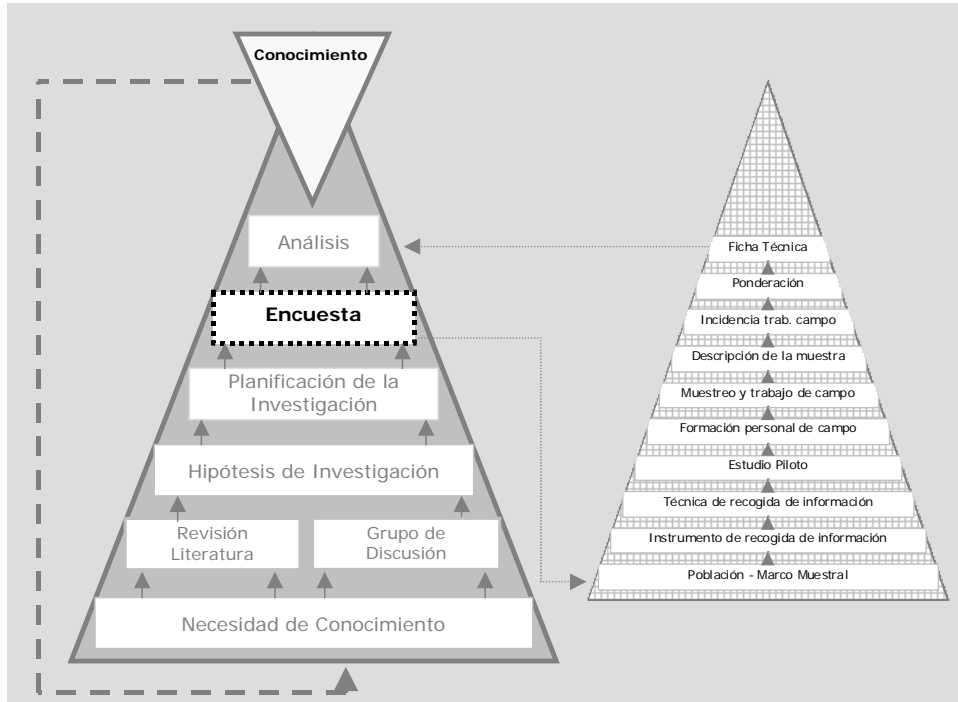 Conocimiento
Análisis
Encuesta
Planificación de la
Investigación
Hipótesis de Investigación
Revisión
Literatura
Grupo de
Discusión
Necesidad de Conocimiento
Ficha Técnica
Ponderación
Incidencia trab. campo
Descripción de la muestra
Muestreo y trabajo de campo
Formación personal de campo
Estudio Piloto
Técnica de recogida de información
Instrumento de recogida de información
Población - Marco Muestral